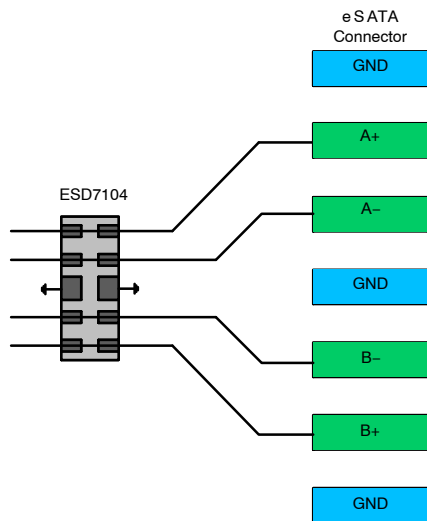 eSATA
Connector
GND
A+
ESD7104
A−
GND
B−
B+
GND